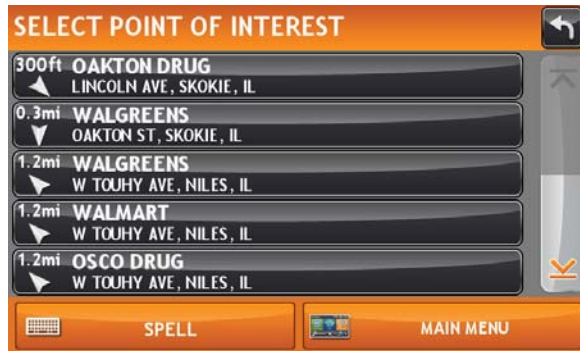 SELECT POINT OF INTEREST
300ft OAKTON DRUG
LINCOLN AVE, SKOKIE, IL
0.3mi WALGREENS
OAKTON ST, SKOKIE, IL
1.2mi WALGREENS
W TOUHY AVE, NILES, IL
1.2mi WALMART
W TOUHY AVE, NILES, IL
1.2mi OSCO DRUG
W TOUHY AVE, NILES, IL
SPELL
MAIN MENU